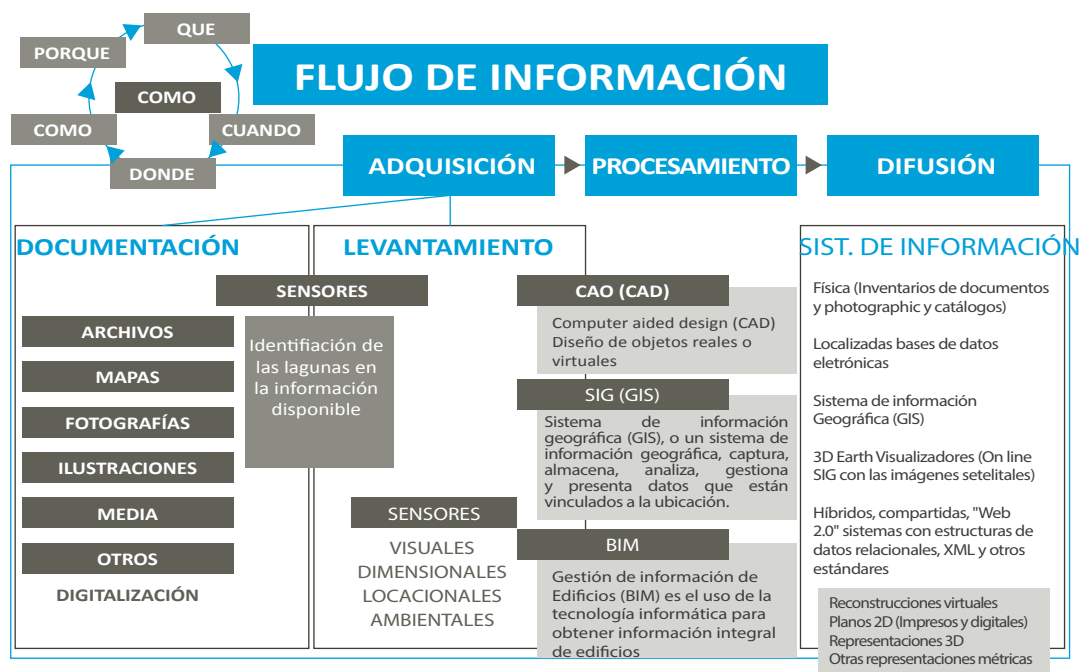 QUE
PORQUE
COMO
COMO
CUANDO
DONDE
FLUJO DE INFORMACIÓN
ADQUISICIÓN
PROCESAMIENTO
DIFUSIÓN
DOCUMENTACIÓN
ARCHIVOS
MAPAS
FOTOGRAFÍAS
ILUSTRACIONES
MEDIA
OTROS
DIGITALIZACIÓN
SENSORES
Identifiación de
las lagunas en
la información
disponible
LEVANTAMIENTO
SENSORES
VISUALES
DIMENSIONALES
LOCACIONALES
AMBIENTALES
CAO (CAD)
Computer aided design (CAD)
Diseño de objetos reales o
virtuales
SIG (GIS)
Sistema de información
geográfica (GIS), o un sistema de
información geográfica, captura,
almacena, analiza, gestiona
y presenta datos que están
vinculados a la ubicación.
BIM
Gestión de información de
Edificios (BIM) es el uso de la
tecnología informática para
obtener información integral
de edificios
SIST. DE INFORMACIÓN
Física (Inventarios de documentos
y photographic y catálogos)
Localizadas bases de datos
eletrónicas
Sistema de información
Geográfica (GIS)
3D Earth Visualizadores (On line
SIG con las imágenes setelitales)
Híbridos, compartidas, "Web
2.0" sistemas con estructuras de
datos relacionales, XML y otros
estándares
Reconstrucciones virtuales
Planos 2D (Impresos y digitales)
Representaciones 3D
Otras representaciones métricas